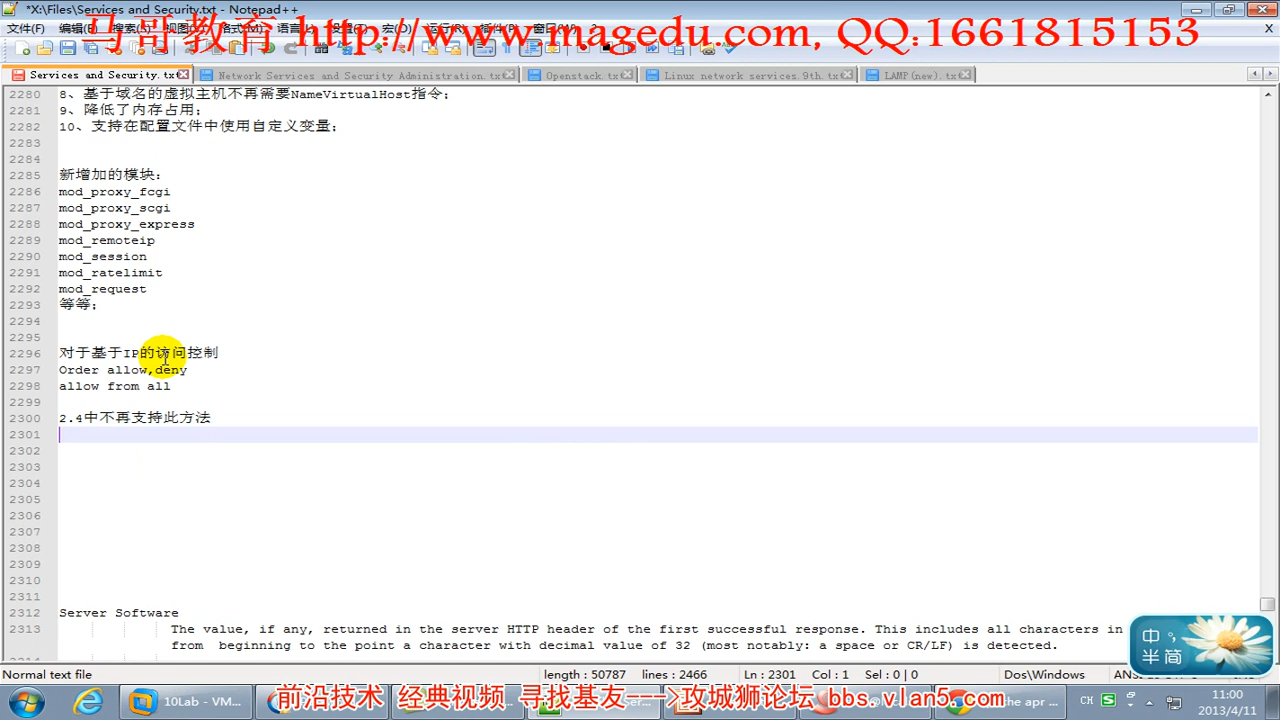 *X:\Files\Services and Security.txt - Notepad++
马哥教育 http://www.magedu.com, QQ:1661815153
Services and Security.txt
Network Services and Security Administration.txt
Openstack.txt
Linux network services.9th.txt
LAMP(new).txt
2280 8、基于域名的虚拟主机不再需要NameVirtualHost指令;
2281 9、降低了内存占用;
2282 10、支持在配置文件中使用自定义变量;
2283
2284
2285 新增加的模块:
2286 mod_proxy_fcgi
2287 mod_proxy_scgi
2288 mod_proxy_express
2289 mod_remoteip
2290 mod_session
2291 mod_ratelimit
2292 mod_request
2293 等等;
2294
2295
2296 对于基于IP的访问控制
2297 Order allow,deny
2298 allow from all
2299
2300 2.4中不再支持此方法
2301
2302
2303
2304
2305
2306
2307
2308
2309
2310
2311
2312 Server Software
2313 The value, if any, returned in the server HTTP header of the first successful response. This includes all characters in
from  beginning to the point a character with decimal value of 32 (most notably: a space or CR/LF) is detected.
中
半简
Normal text file
length : 50787 lines : 2466
Ln : 2301 Col : 1 Sel : 0 | 0
Dos\Windows
10Lab - VM...
前沿技术 经典视频 寻找基友--->攻城狮论坛 bbs.vlan5.com
the apr ...
CH
11:00
2013/4/11